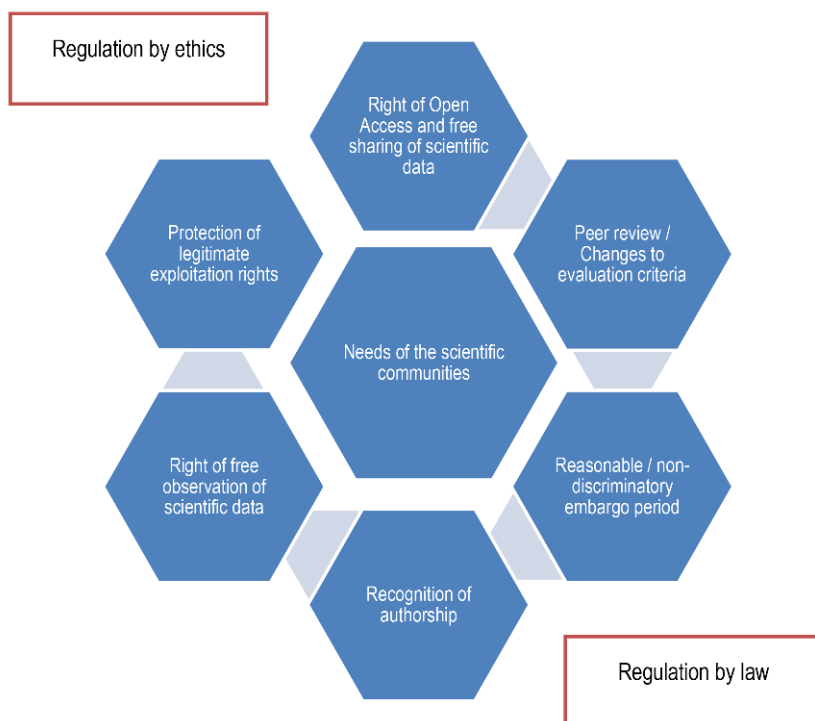 Regulation by ethics
Right of Open
Access and free
sharing of scientific
data
Protection of
legitimate
exploitation rights
Peer review /
Changes to
evaluation criteria
Needs of the scientific
communities
Right of free
observation of
scientific data
Reasonable / non-
discriminatory
embargo period
Recognition of
authorship
Regulation by law